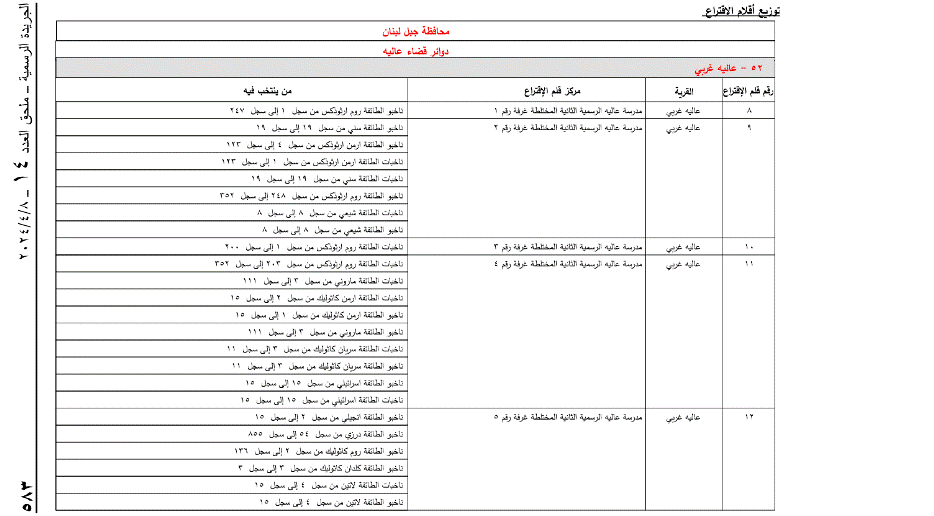 الجريدة الرسمية – ملحق العدد ١٤ – ٢٠٢٤/٤/٨
٥٨٣
توزيع أقلام الاقتراع
محافظة جبل لبنان
دوائر قضاء عاليه
٥٢ - عاليه غربي
رقم قلم الإقتراع القرية مركز قلم الإقتراع من ينتخب فيه
٨ عاليه غربي مدرسة عاليه الرسمية الثانية المختلطة غرفة رقم ١ ناخبو الطائفة روم ارثوذكس من سجل ١ إلى سجل ٢٤٧
٩ عاليه غربي مدرسة عاليه الرسمية الثانية المختلطة غرفة رقم ٢ ناخبو الطائفة سني من سجل ١٩ إلى سجل ١٩
ناخبو الطائفة ارمن ارثوذكس من سجل ٤ إلى سجل ١٢٣
ناخبات الطائفة ارمن ارثوذكس من سجل ١ إلى سجل ١٢٣
ناخبات الطائفة سني من سجل ١٩ إلى سجل ١٩
ناخبو الطائفة روم ارثوذكس من سجل ٢٤٨ إلى سجل ٣٥٢
ناخبات الطائفة شيعي من سجل ٨ إلى سجل ٨
ناخبو الطائفة شيعي من سجل ٨ إلى سجل ٨
١٠ عاليه غربي مدرسة عاليه الرسمية الثانية المختلطة غرفة رقم ٣ ناخبات الطائفة روم ارثوذكس من سجل ١ إلى سجل ٢٠٠
١١ عاليه غربي مدرسة عاليه الرسمية الثانية المختلطة غرفة رقم ٤ ناخبات الطائفة روم ارثوذكس من سجل ٢٠٣ إلى سجل ٣٥٢
ناخبات الطائفة ماروني من سجل ٣ إلى سجل ١١١
ناخبات الطائفة ارمن كاثوليك من سجل ٢ إلى سجل ١٥
ناخبو الطائفة ارمن كاثوليك من سجل ١ إلى سجل ١٥
ناخبو الطائفة ماروني من سجل ٣ إلى سجل ١١١
ناخبات الطائفة سريان كاثوليك من سجل ٣ إلى سجل ١١
ناخبو الطائفة سريان كاثوليك من سجل ٣ إلى سجل ١١
ناخبو الطائفة اسرائيلي من سجل ١٥ إلى سجل ١٥
ناخبات الطائفة اسرائيلي من سجل ١٥ إلى سجل ١٥
١٢ عاليه غربي مدرسة عاليه الرسمية الثانية المختلطة غرفة رقم ٥ ناخبو الطائفة انجيلي من سجل ٢ إلى سجل ١٥
ناخبو الطائفة درزي من سجل ٥٤ إلى سجل ٨٥٥
ناخبو الطائفة روم كاثوليك من سجل ٢ إلى سجل ١٣٦
ناخبو الطائفة كلدان كاثوليك من سجل ٣ إلى سجل ٣
ناخبات الطائفة لاتين من سجل ٤ إلى سجل ١٥
ناخبو الطائفة لاتين من سجل ٤ إلى سجل ١٥